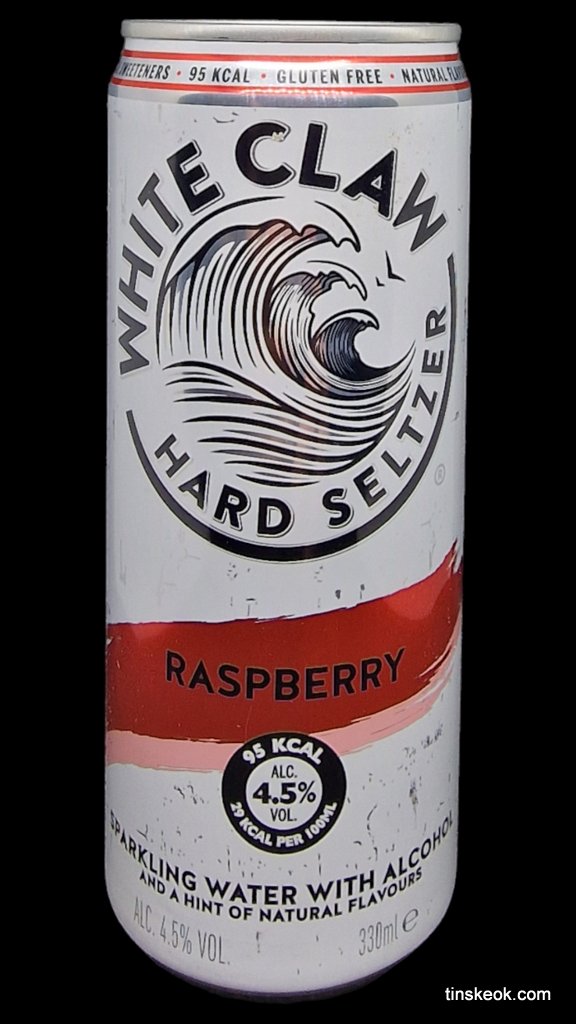 SWEETENERS • 95 KCAL • GLUTEN FREE • NATURAL
WHITE CLAW
HARD SELTZER
®
RASPBERRY
95 KCAL
ALC.
4.5%
VOL.
29 KCAL PER 100ML
SPARKLING WATER WITH ALCOHOL
AND A HINT OF NATURAL FLAVOURS
ALC. 4.5% VOL.
330ml ℮
tinskeok.com